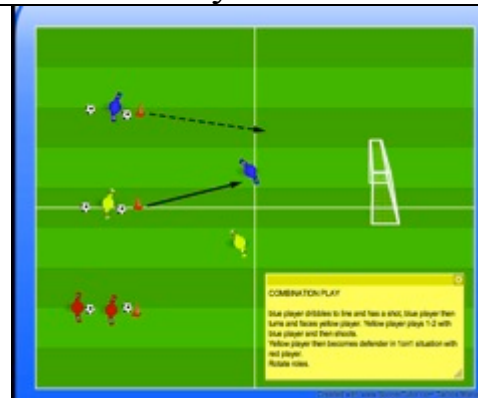 COMBINATION PLAY
blue player dribbles to line and has a shot, blue player then
turns and faces yellow player. Yellow player plays 1-2 with
blue player and then shoots.
Yellow player then becomes defender in 1on1 situation with
red player.
Rotate roles.